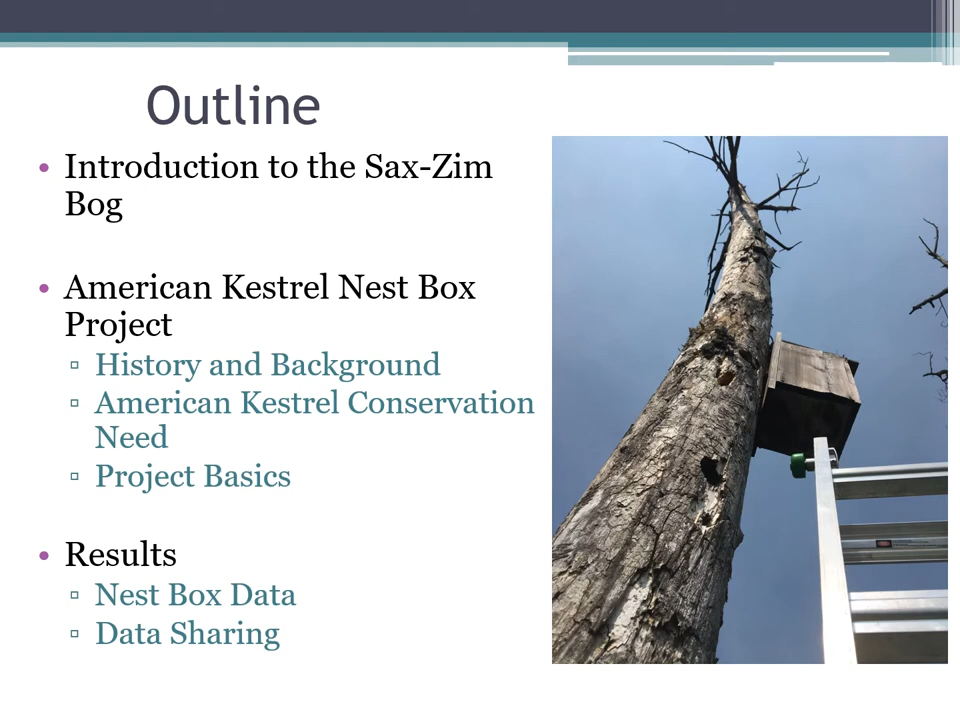 Outline
• Introduction to the Sax-Zim
Bog
• American Kestrel Nest Box
Project
▫ History and Background
▫ American Kestrel Conservation
Need
▫ Project Basics
• Results
▫ Nest Box Data
▫ Data Sharing